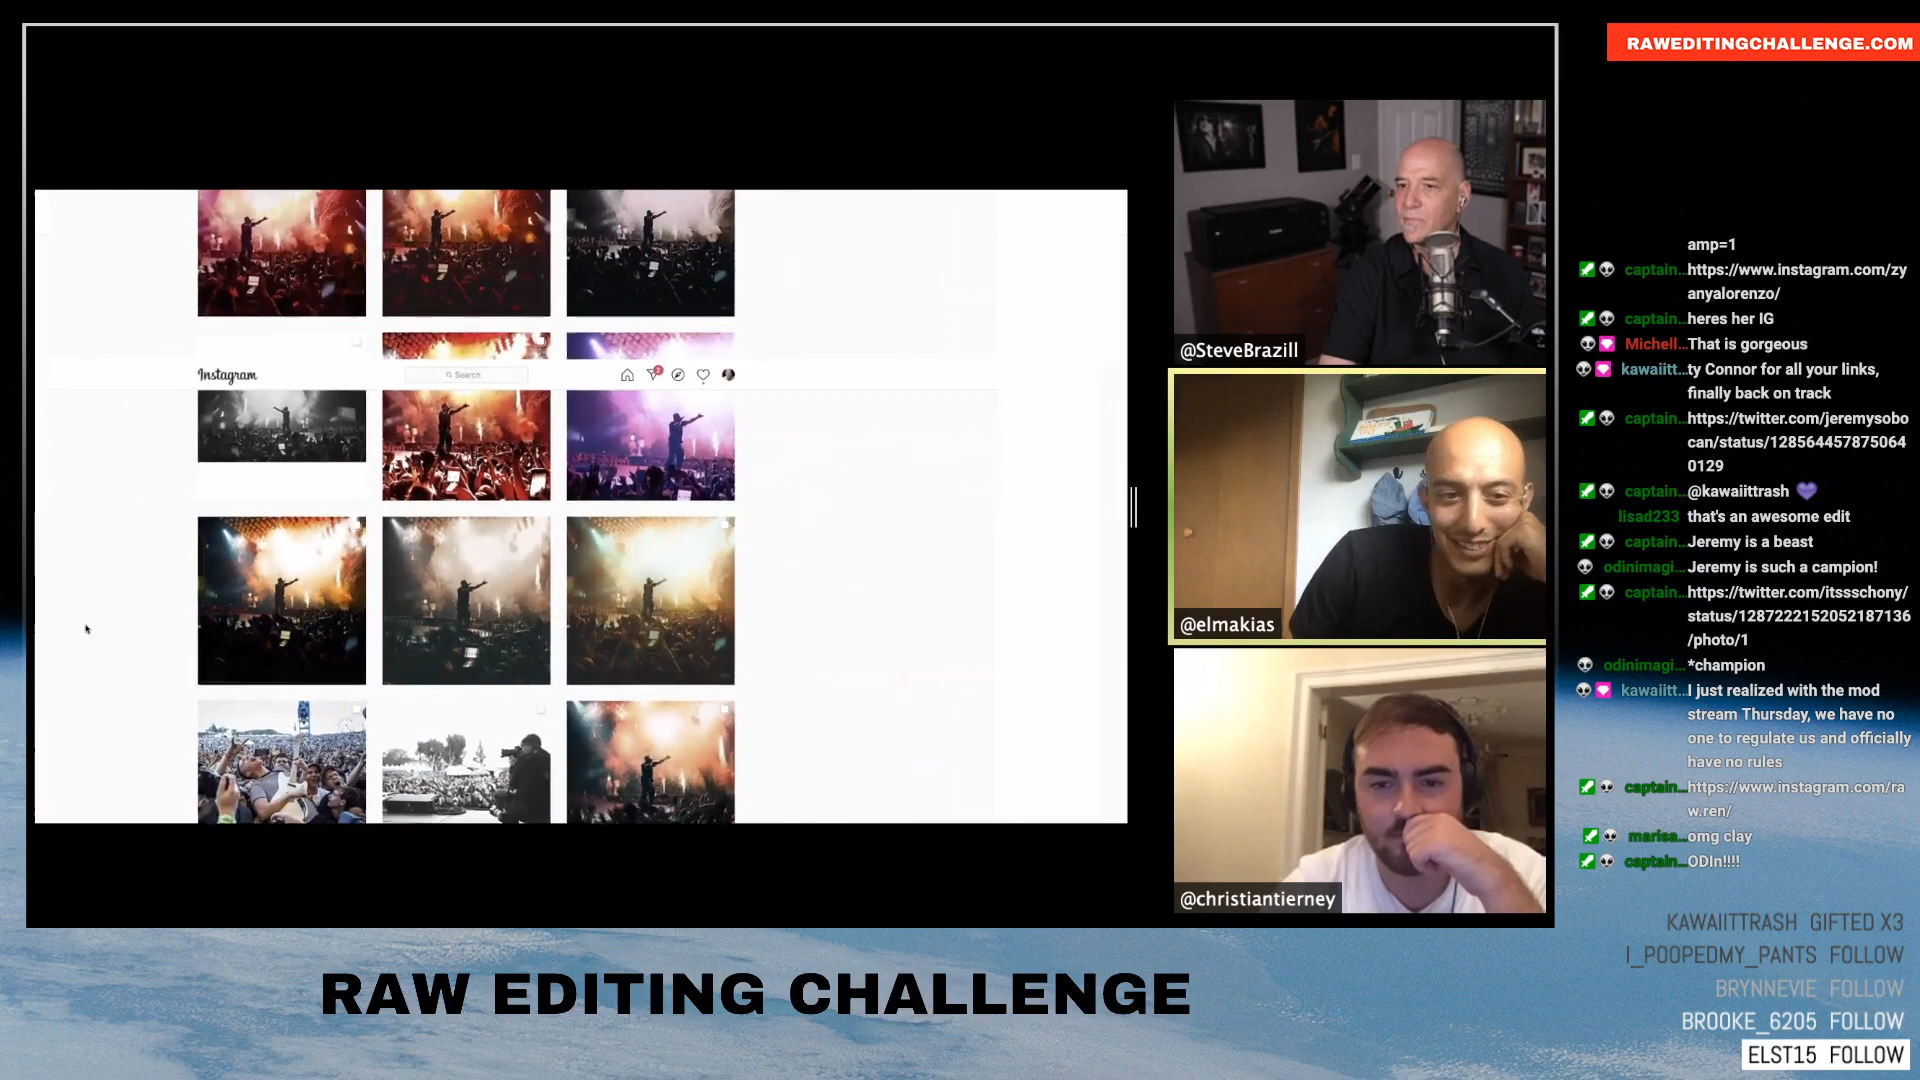 RAWEDITINGCHALLENGE.COM
Instagram
Search
2
@SteveBrazill
@elmakias
@christiantierney
amp=1
captain... https://www.instagram.com/zy
anyalorenzo/
captain... heres her IG
Michell... That is gorgeous
kawaiitt... ty Connor for all your links,
finally back on track
captain... https://twitter.com/jeremysobo
can/status/128564457875064
0129
captain... @kawaiittrash 💜
lisad233 that's an awesome edit
captain... Jeremy is a beast
odinimagi... Jeremy is such a campion!
captain... https://twitter.com/itssschony/
status/1287222152052187136
/photo/1
odinimagi... *champion
kawaiitt... I just realized with the mod
stream Thursday, we have no
one to regulate us and officially
have no rules
captain... https://www.instagram.com/ra
w.ren/
marisa... omg clay
captain... ODIn!!!!
KAWAIITTRASH GIFTED X3
I_POOPEDMY_PANTS FOLLOW
BRYNNEVIE FOLLOW
BROOKE_6205 FOLLOW
ELST15 FOLLOW
RAW EDITING CHALLENGE